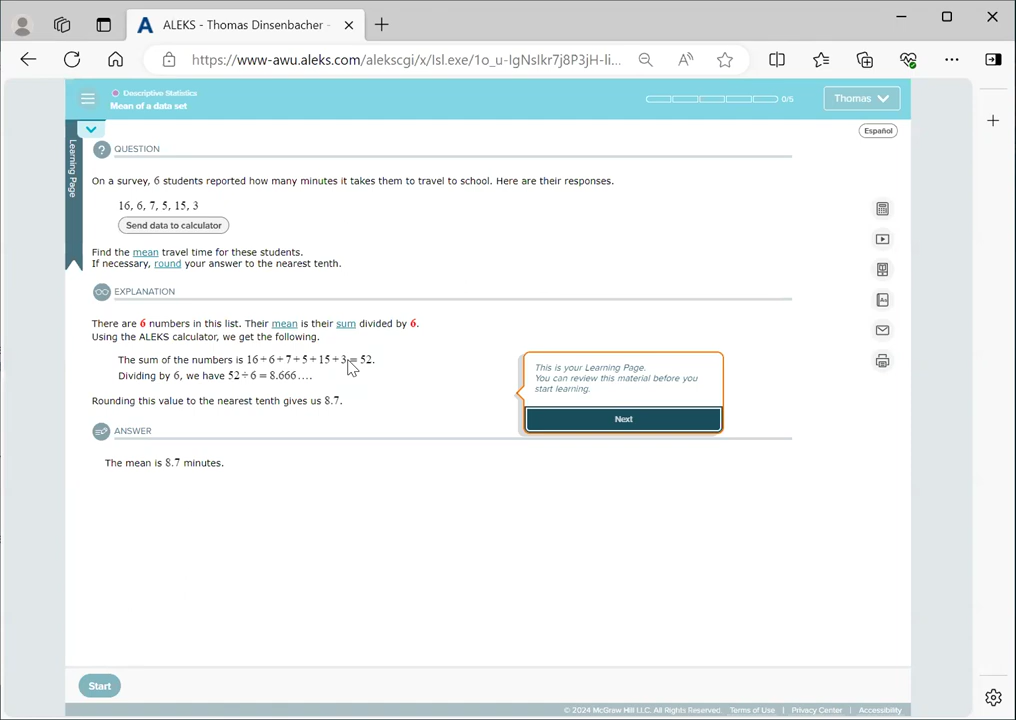 ALEKS - Thomas Dinsenbacher -
https://www-awu.aleks.com/alekscgi/x/Isl.exe/1o_u-IgNsIkr7j8P3jH-Ii...
Descriptive Statistics
Mean of a data set
0/5
Thomas
Español
Learning Page
QUESTION
On a survey, 6 students reported how many minutes it takes them to travel to school. Here are their responses.
16, 6, 7, 5, 15, 3
Send data to calculator
Find the mean travel time for these students.
If necessary, round your answer to the nearest tenth.
EXPLANATION
There are 6 numbers in this list. Their mean is their sum divided by 6.
Using the ALEKS calculator, we get the following.
The sum of the numbers is 16+6+7+5+15+3=52.
Dividing by 6, we have 52÷6=8.666....
Rounding this value to the nearest tenth gives us 8.7.
This is your Learning Page.
You can review this material before you
start learning.
Next
ANSWER
The mean is 8.7 minutes.
Start
© 2024 McGraw Hill LLC. All Rights Reserved. Terms of Use | Privacy Center | Accessibility